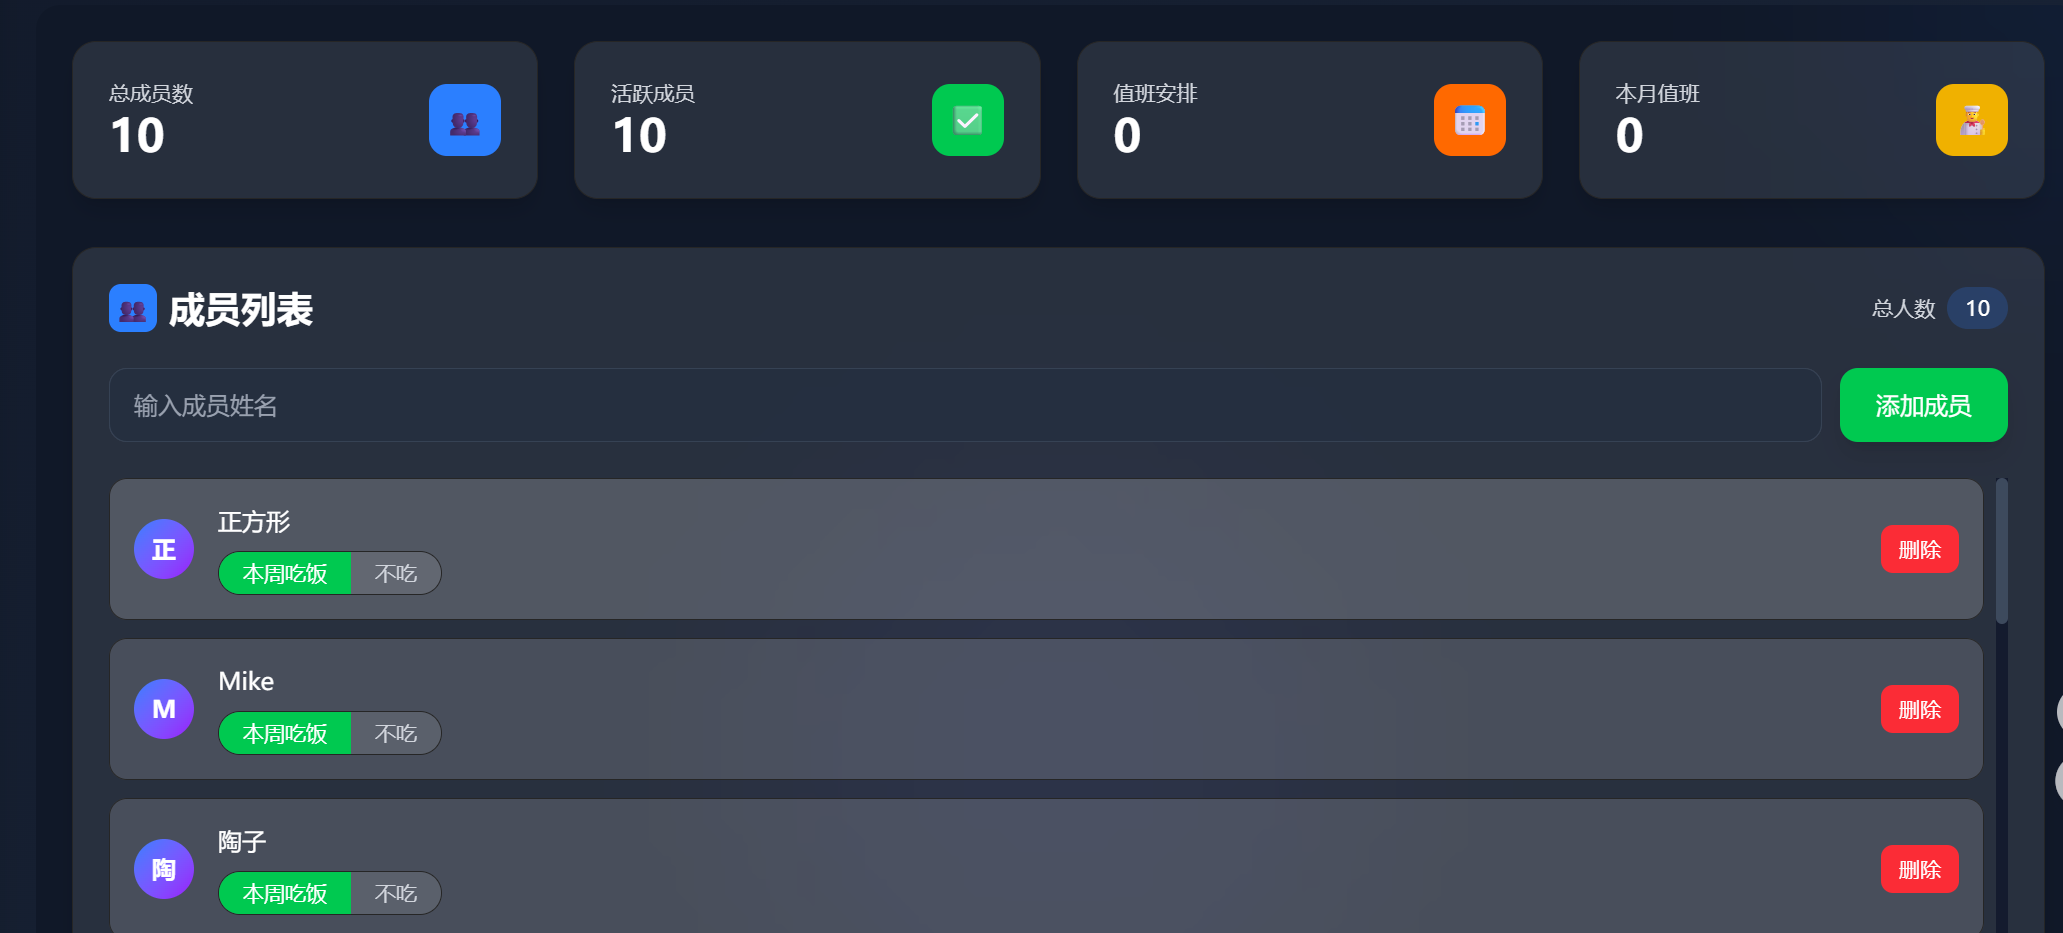 总成员数
10
活跃成员
10
值班安排
0
本月值班
0
成员列表
总人数 10
输入成员姓名
添加成员
正
正方形
本周吃饭 不吃
删除
M
Mike
本周吃饭 不吃
删除
陶
陶子
本周吃饭 不吃
删除